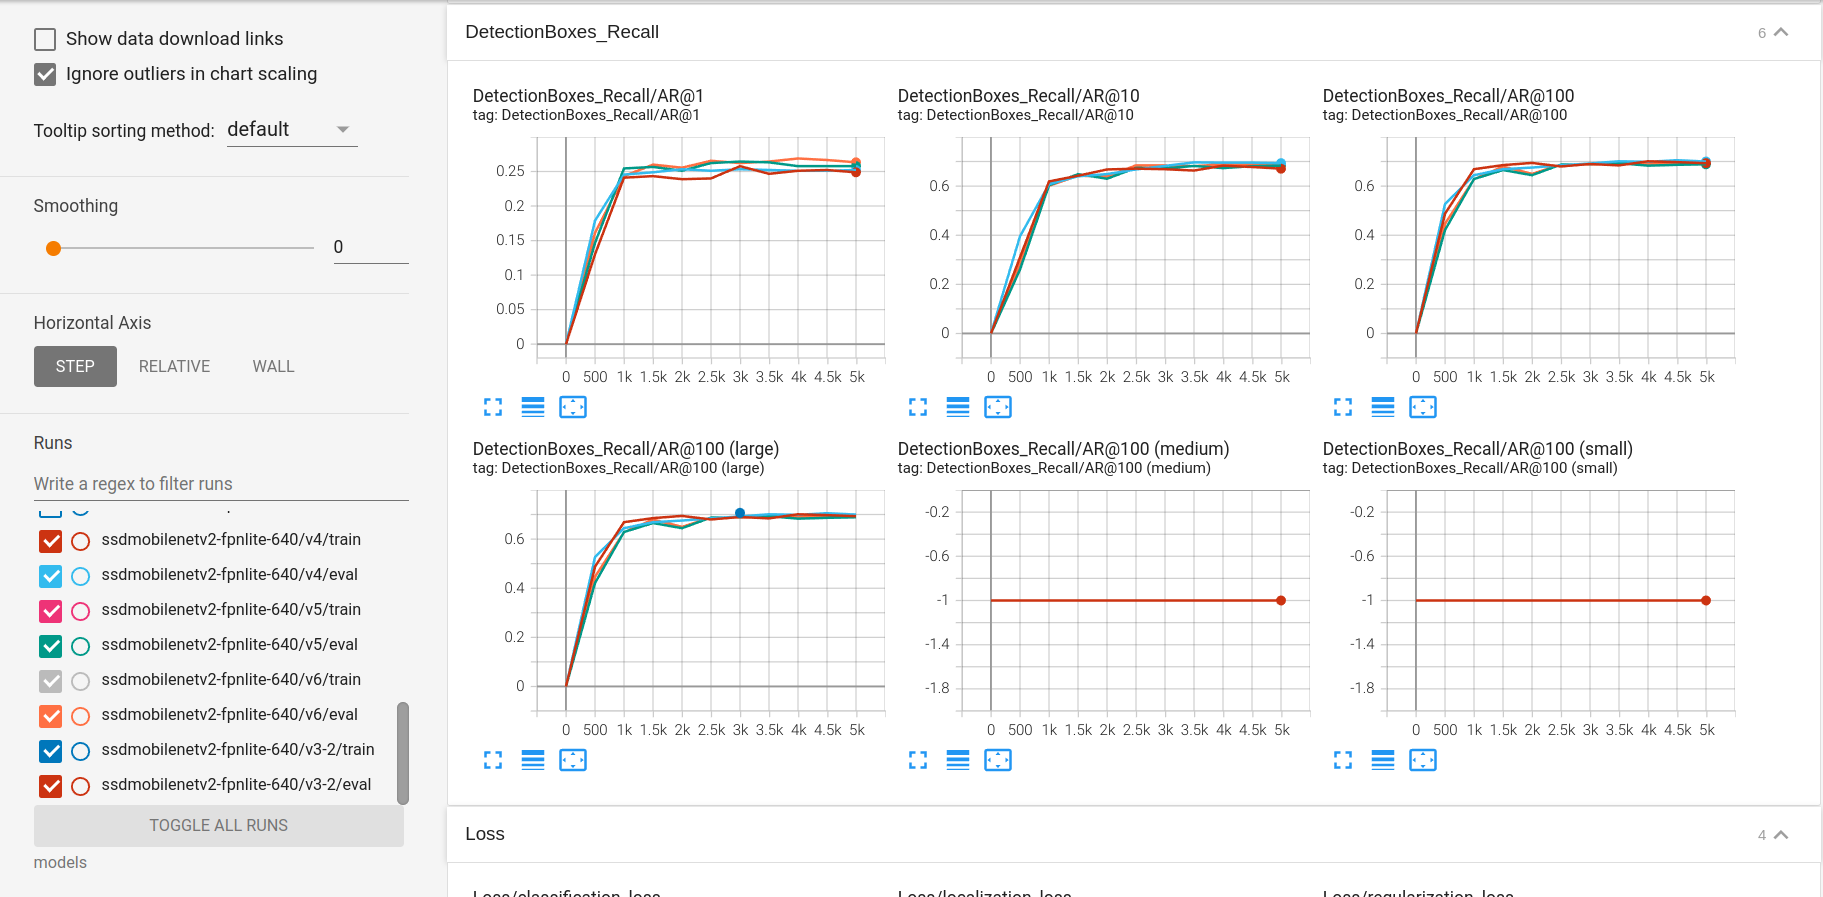 Show data download links
Ignore outliers in chart scaling
Tooltip sorting method: default
Smoothing
0
Horizontal Axis
STEP RELATIVE WALL
Runs
Write a regex to filter runs
ssdmobilenetv2-fpnlite-640/v4/train
ssdmobilenetv2-fpnlite-640/v4/eval
ssdmobilenetv2-fpnlite-640/v5/train
ssdmobilenetv2-fpnlite-640/v5/eval
ssdmobilenetv2-fpnlite-640/v6/train
ssdmobilenetv2-fpnlite-640/v6/eval
ssdmobilenetv2-fpnlite-640/v3-2/train
ssdmobilenetv2-fpnlite-640/v3-2/eval
TOGGLE ALL RUNS
models
DetectionBoxes_Recall 6
DetectionBoxes_Recall/AR@1
tag: DetectionBoxes_Recall/AR@1
0.25
0.2
0.15
0.1
0.05
0
0 500 1k 1.5k 2k 2.5k 3k 3.5k 4k 4.5k 5k
DetectionBoxes_Recall/AR@10
tag: DetectionBoxes_Recall/AR@10
0.6
0.4
0.2
0
0 500 1k 1.5k 2k 2.5k 3k 3.5k 4k 4.5k 5k
DetectionBoxes_Recall/AR@100
tag: DetectionBoxes_Recall/AR@100
0.6
0.4
0.2
0
0 500 1k 1.5k 2k 2.5k 3k 3.5k 4k 4.5k 5k
DetectionBoxes_Recall/AR@100 (large)
tag: DetectionBoxes_Recall/AR@100 (large)
0.6
0.4
0.2
0
0 500 1k 1.5k 2k 2.5k 3k 3.5k 4k 4.5k 5k
DetectionBoxes_Recall/AR@100 (medium)
tag: DetectionBoxes_Recall/AR@100 (medium)
-0.2
-0.6
-1
-1.4
-1.8
0 500 1k 1.5k 2k 2.5k 3k 3.5k 4k 4.5k 5k
DetectionBoxes_Recall/AR@100 (small)
tag: DetectionBoxes_Recall/AR@100 (small)
-0.2
-0.6
-1
-1.4
-1.8
0 500 1k 1.5k 2k 2.5k 3k 3.5k 4k 4.5k 5k
Loss 4
Loss/classification_loss
Loss/localization_loss
Loss/regularization_loss